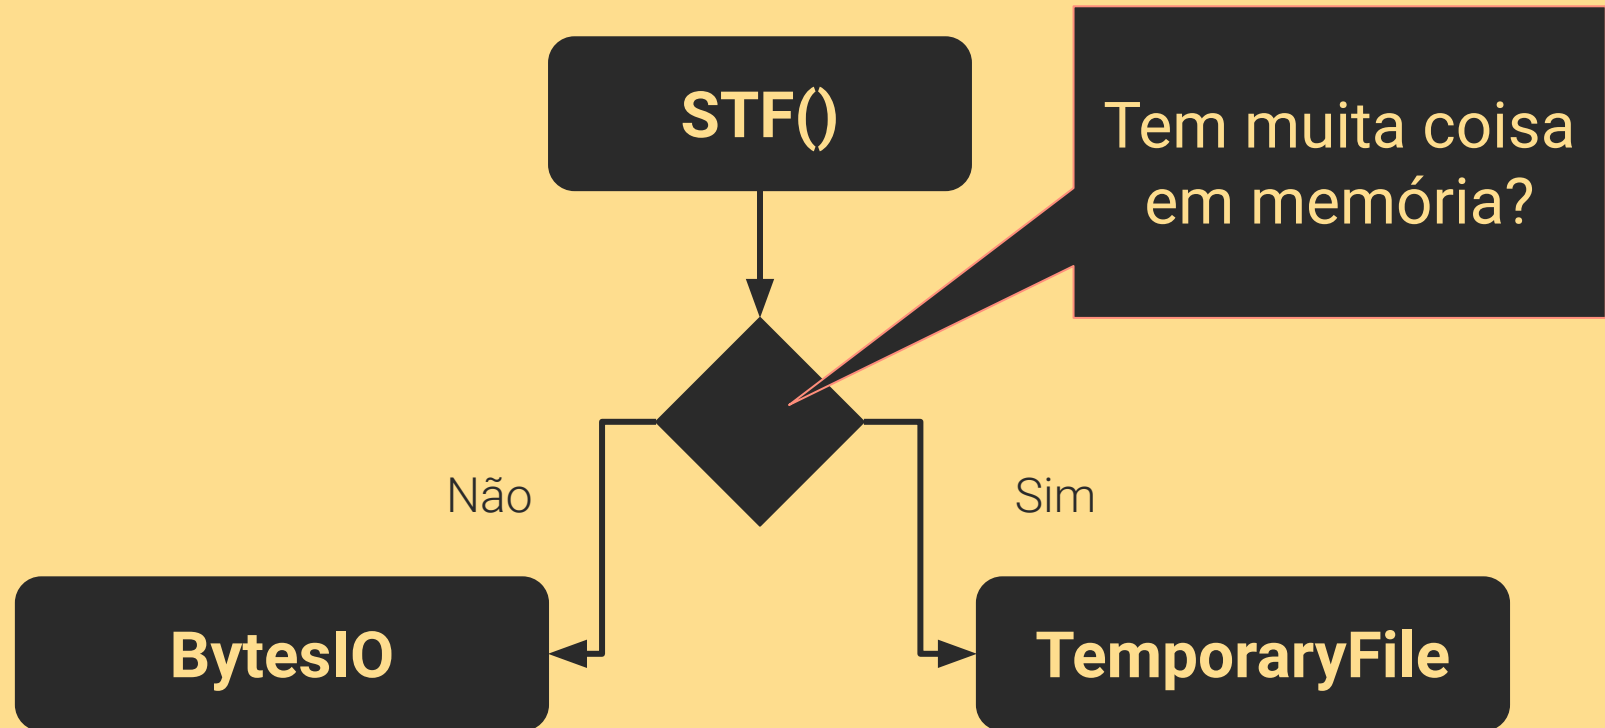 STF()
Tem muita coisa
em memória?
Não
Sim
BytesIO
TemporaryFile